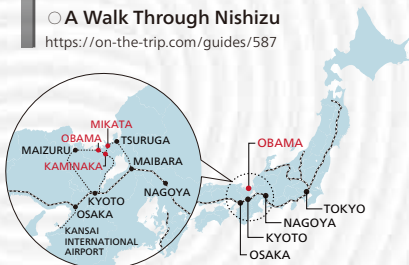 ○A Walk Through Nishizu
https://on-the-trip.com/guides/587
MIKATA
OBAMA
TSURUGA
MAIZURU
KAMINAKA
MAIBARA
NAGOYA
KYOTO
OSAKA
KANSAI
INTERNATIONAL
AIRPORT
OBAMA
TOKYO
NAGOYA
KYOTO
OSAKA